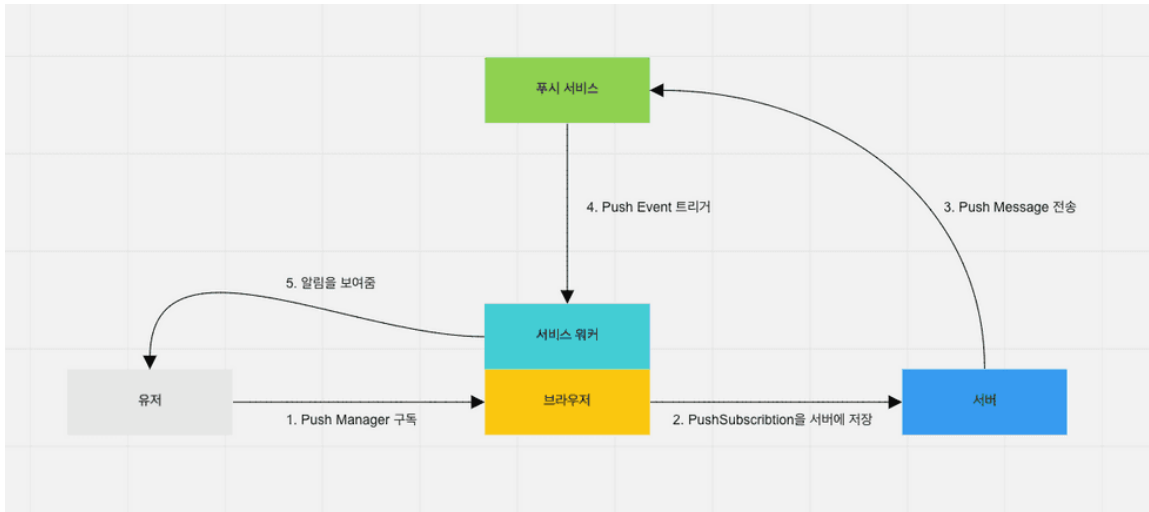 푸시 서비스
4. Push Event 트리거
3. Push Message 전송
5. 알림을 보여줌
서비스 워커
유저
브라우저
서버
1. Push Manager 구독
2. PushSubscribtion을 서버에 저장